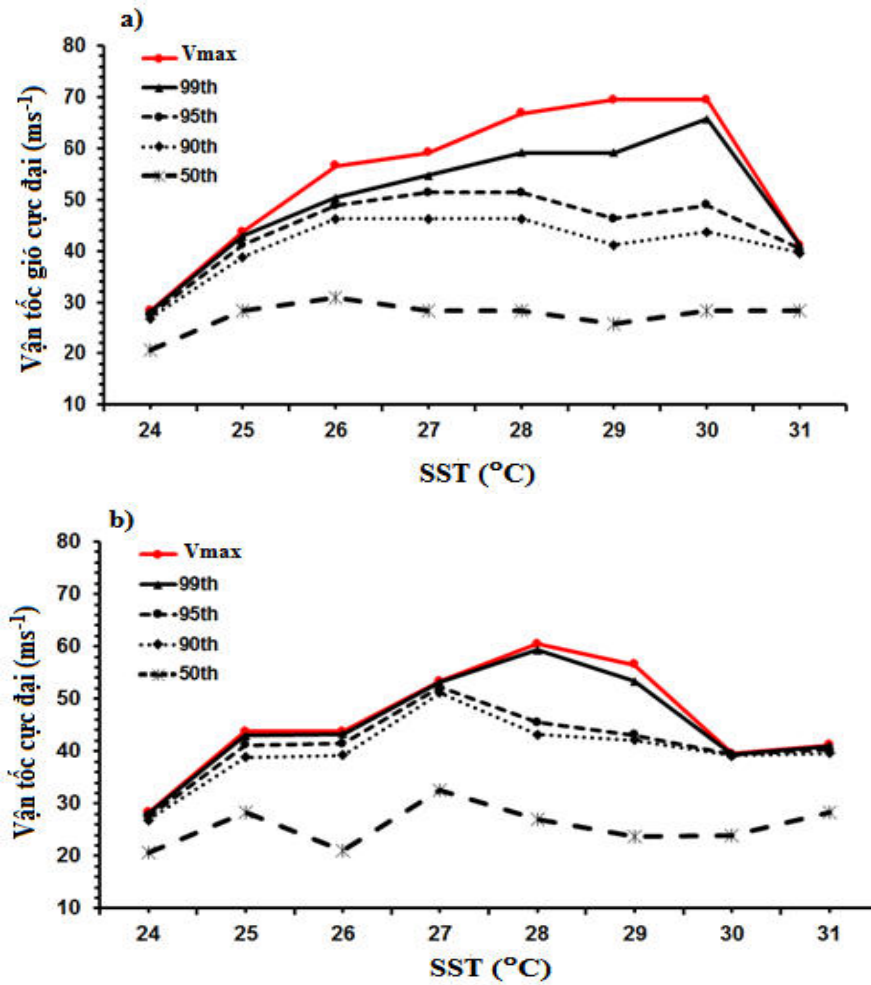 a)
Vmax
99th
95th
90th
50th
Vận tốc gió cực đại (ms⁻¹)
80
70
60
50
40
30
20
10
24 25 26 27 28 29 30 31
SST (°C)
b)
Vmax
99th
95th
90th
50th
Vận tốc cực đại (ms⁻¹)
80
70
60
50
40
30
20
10
24 25 26 27 28 29 30 31
SST (°C)